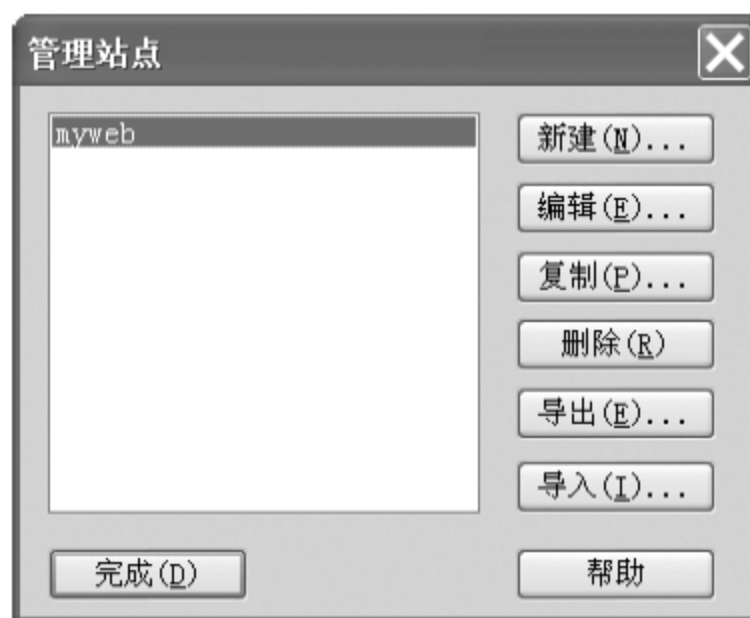 管理站点
myweb
新建(N)...
编辑(E)...
复制(P)...
删除(R)
导出(E)...
导入(I)...
完成(D)
帮助